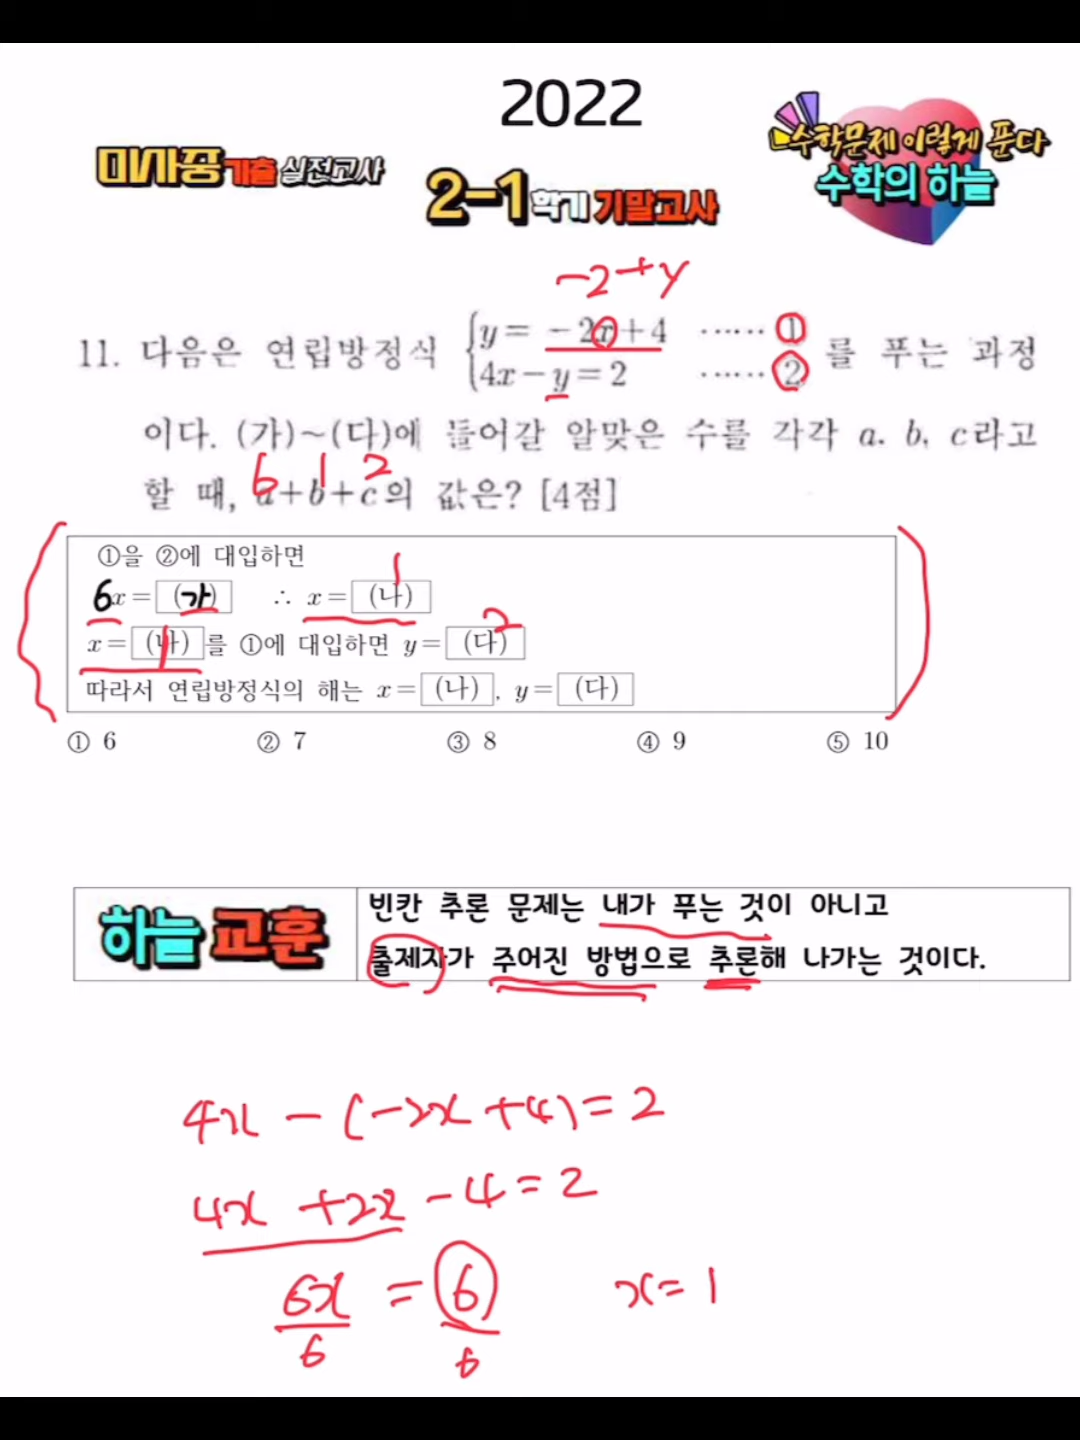 2022
미사중 기출 실전고사
2-1 학기 기말고사
수학문제 이렇게 푼다
수학의 하늘
-2+4
11. 다음은 연립방정식 { y = -2x+4 …… ①
4x-y=2 …… ② 를 푸는 과정
이다. (가)~(다)에 들어갈 알맞은 수를 각각 a, b, c라고
6 1 2
할 때, a+b+c의 값은? [4점]
①을 ②에 대입하면
6x = (가) ∴ x = (나) 1
x = (나) 를 ①에 대입하면 y = (다) 2
1
따라서 연립방정식의 해는 x = (나), y = (다)
① 6 ② 7 ③ 8 ④ 9 ⑤ 10
하늘 교훈
빈칸 추론 문제는 내가 푸는 것이 아니고
출제자가 주어진 방법으로 추론해 나가는 것이다.
4x - (-2x +4) = 2
4x +2x - 4 = 2
6x = 6 x = 1
6 6